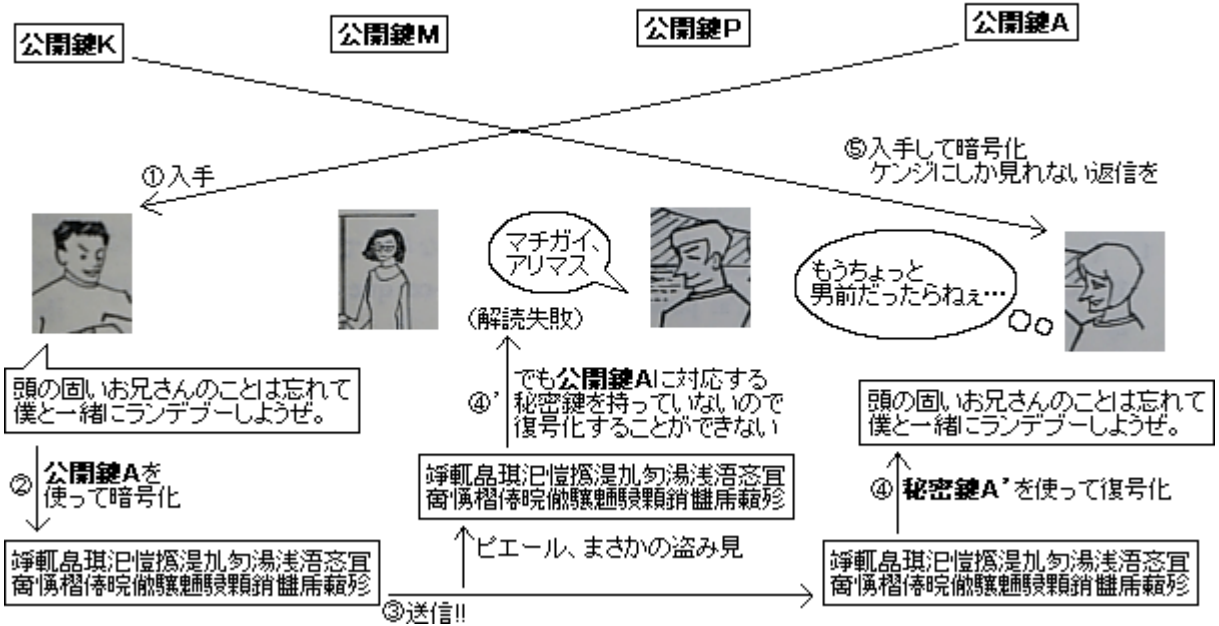 公開鍵K
公開鍵M
公開鍵P
公開鍵A
①入手
⑤入手して暗号化
ケンジにしか見れない返信を
マチガイ、
アリマス
もうちょっと
男前だったらねぇ…
(解読失敗)
頭の固いお兄さんのことは忘れて
僕と一緒にランデブーしようぜ。
④'
でも公開鍵Aに対応する
秘密鍵を持っていないので
復号化することができない
頭の固いお兄さんのことは忘れて
僕と一緒にランデブーしようぜ。
②
公開鍵Aを
使って暗号化
④ 秘密鍵A'を使って復号化
ピエール、まさかの盗み見
③送信!!